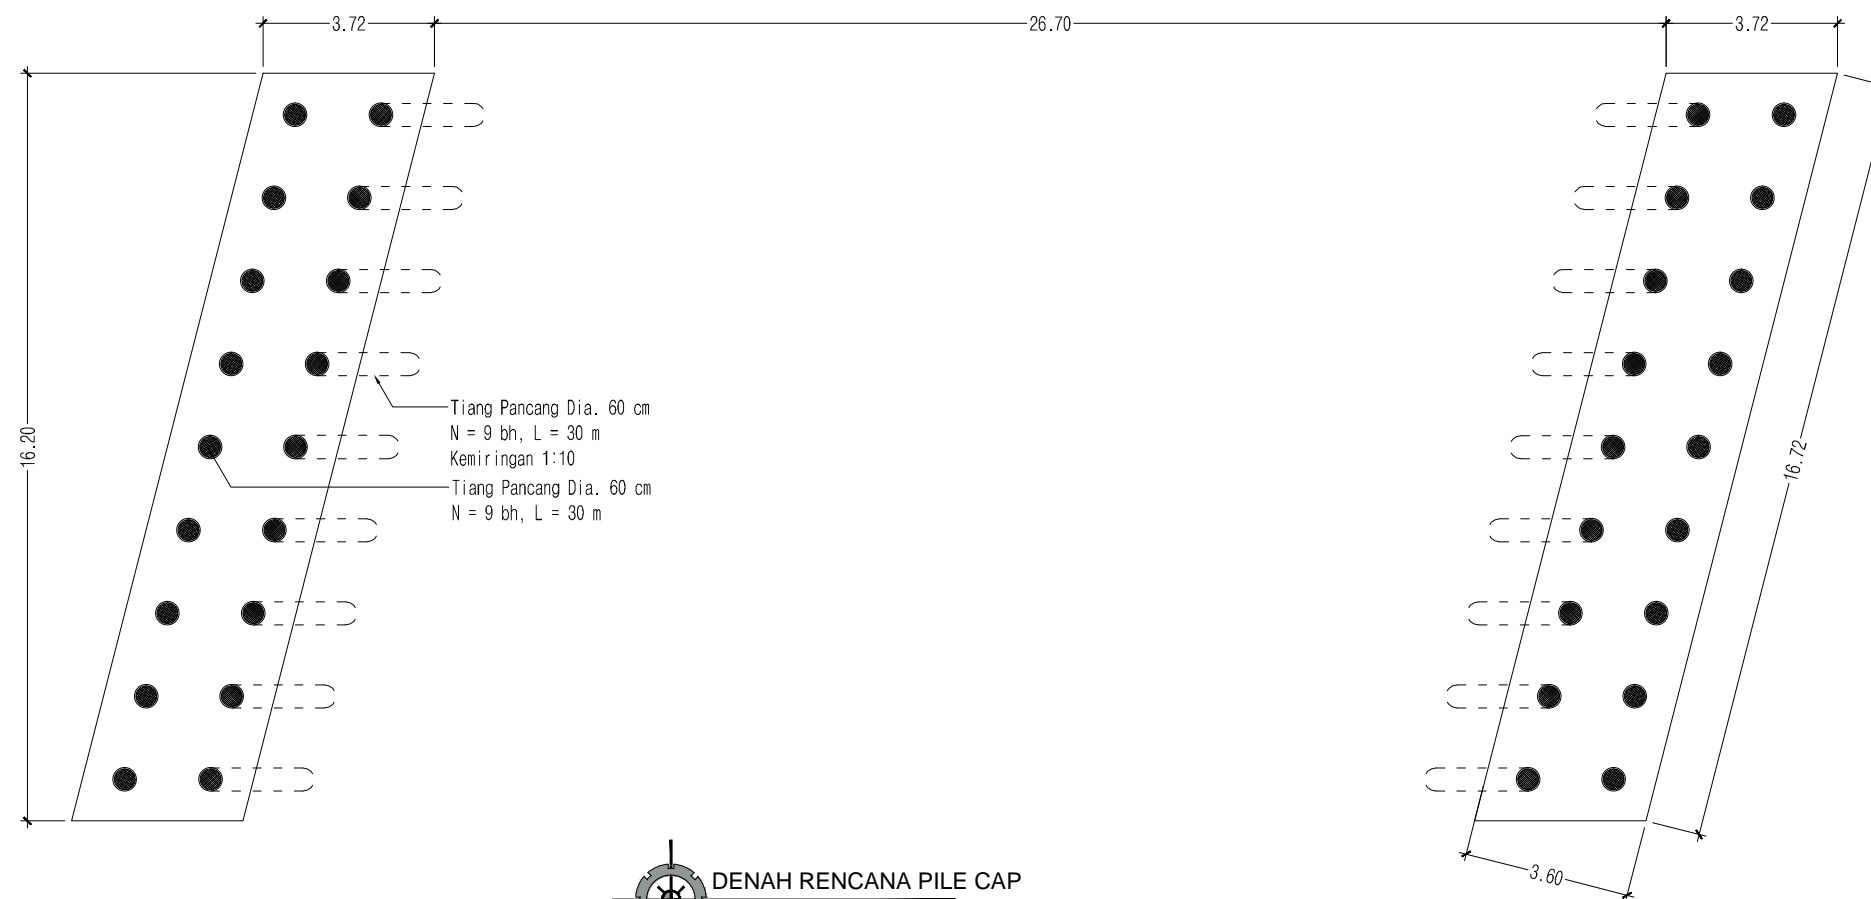 3.72
26.70
3.72
16.20
Tiang Pancang Dia. 60 cm
N = 9 bh, L = 30 m
Kemiringan 1:10
Tiang Pancang Dia. 60 cm
N = 9 bh, L = 30 m
16.72
3.60
DENAH RENCANA PILE CAP